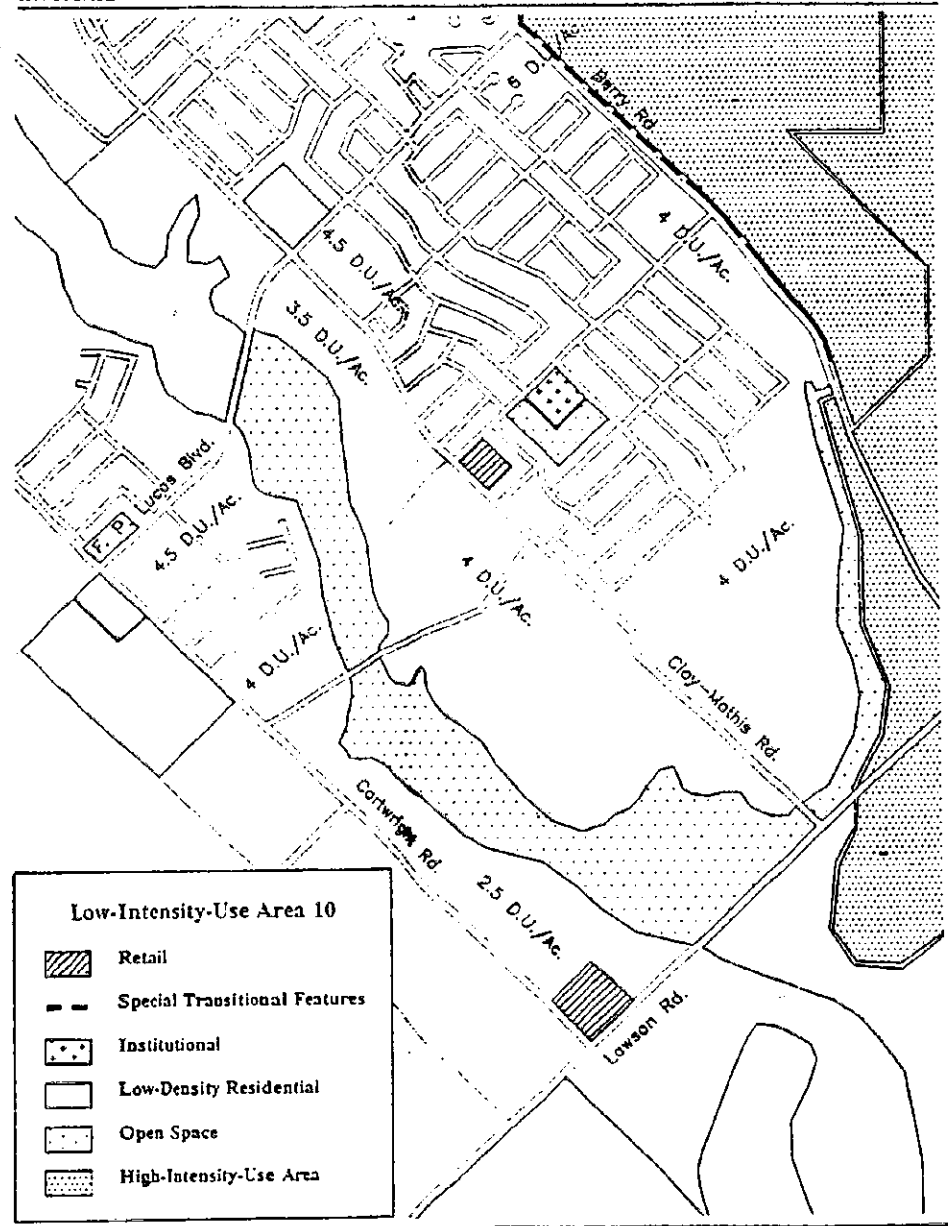 6 D.U./Ac.
Berry Rd.
4 D.U./Ac.
4.5 D.U./Ac.
3.5 D.U./Ac.
Lucas Blvd.
F. P.
4.5 D.U./Ac.
4 D.U./Ac.
4 D.U./Ac.
4 D.U./Ac.
Clay-Mathis Rd.
Cartwright Rd.
2.5 D.U./Ac.
Lawson Rd.
Low-Intensity-Use Area 10
Retail
Special Transitional Features
Institutional
Low-Density Residential
Open Space
High-Intensity-Use Area